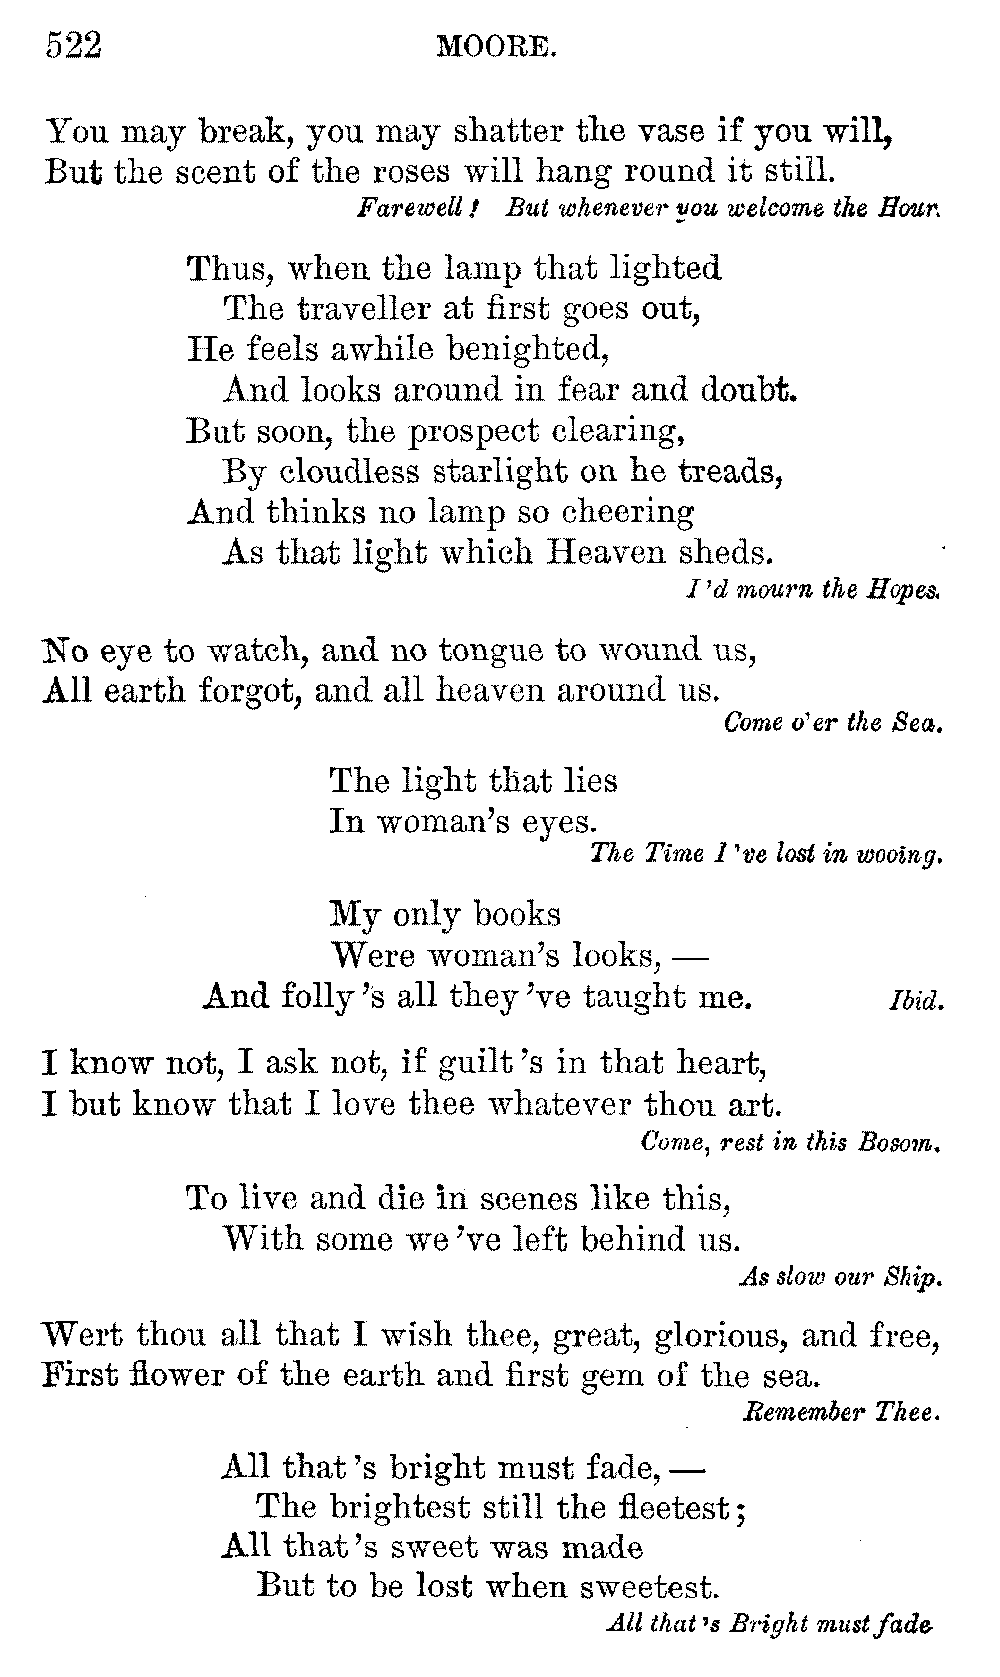 522 MOORE.
You may break, you may shatter the vase if you will,
But the scent of the roses will hang round it still.
Farewell! But whenever you welcome the Hour.
Thus, when the lamp that lighted
The traveller at first goes out,
He feels awhile benighted,
And looks around in fear and doubt.
But soon, the prospect clearing,
By cloudless starlight on he treads,
And thinks no lamp so cheering
As that light which Heaven sheds.
I'd mourn the Hopes.
No eye to watch, and no tongue to wound us,
All earth forgot, and all heaven around us.
Come o'er the Sea.
The light that lies
In woman's eyes.
The Time I've lost in wooing.
My only books
Were woman's looks, —
And folly's all they've taught me. Ibid.
I know not, I ask not, if guilt's in that heart,
I but know that I love thee whatever thou art.
Come, rest in this Bosom.
To live and die in scenes like this,
With some we've left behind us.
As slow our Ship.
Wert thou all that I wish thee, great, glorious, and free,
First flower of the earth and first gem of the sea.
Remember Thee.
All that's bright must fade, —
The brightest still the fleetest;
All that's sweet was made
But to be lost when sweetest.
All that's Bright must fade